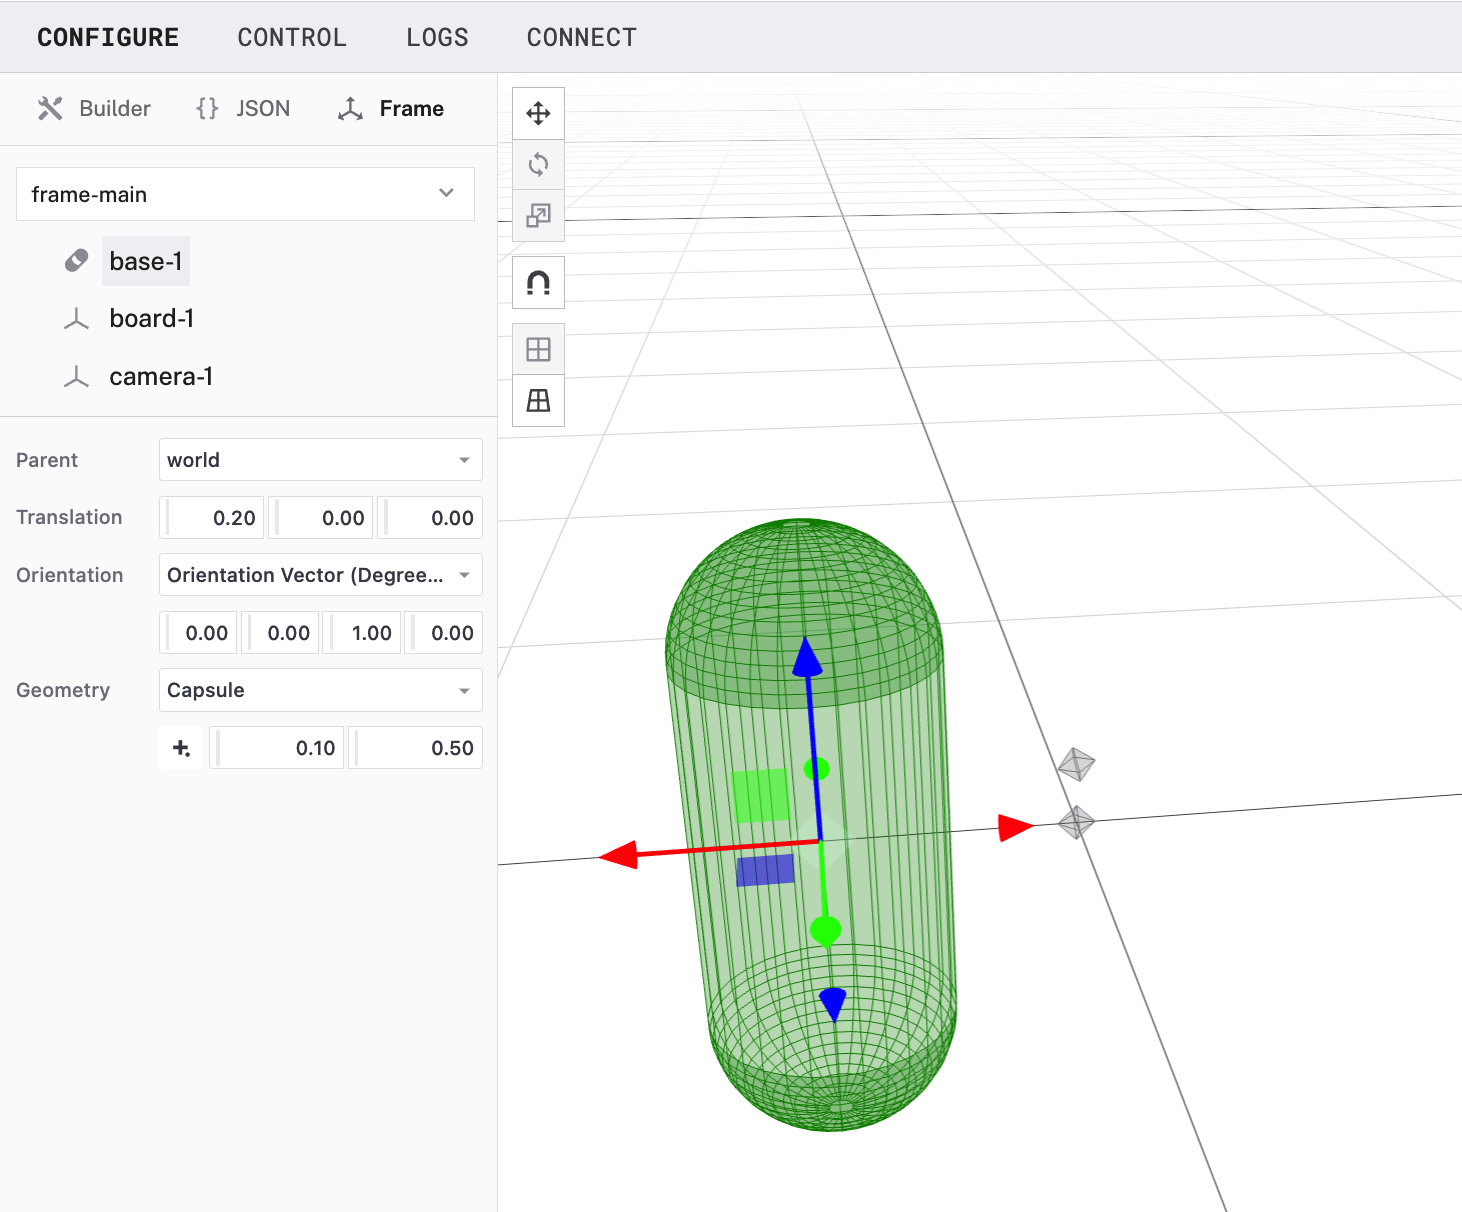 CONFIGURE CONTROL LOGS CONNECT
Builder {} JSON Frame
frame-main
base-1
board-1
camera-1
Parent world
Translation 0.20 0.00 0.00
Orientation Orientation Vector (Degree...
0.00 0.00 1.00 0.00
Geometry Capsule
0.10 0.50